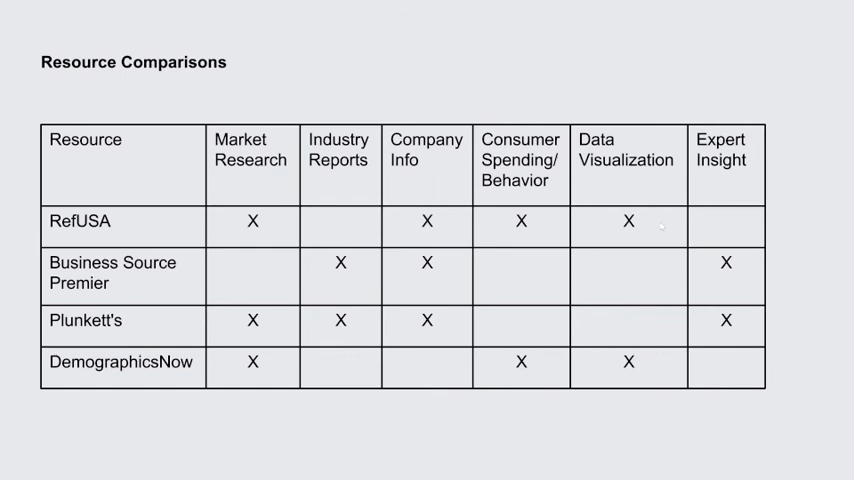 Resource Comparisons
Resource Market Research Industry Reports Company Info Consumer Spending/ Behavior Data Visualization Expert Insight
RefUSA X X X X
Business Source Premier X X X
Plunkett's X X X X
DemographicsNow X X X